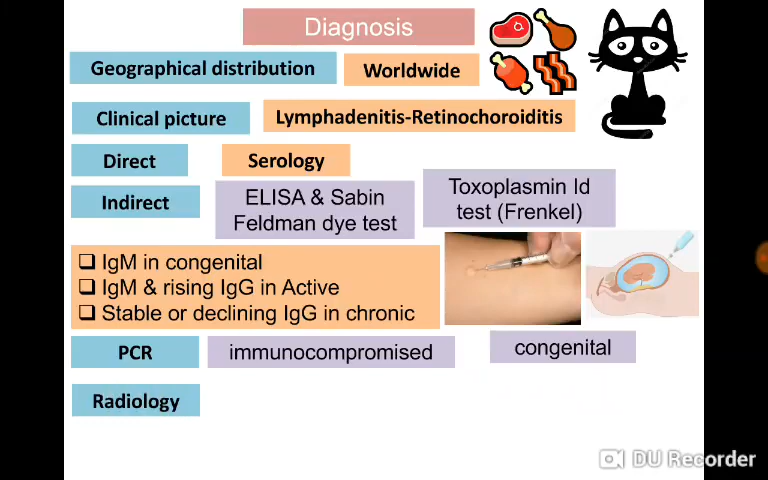 Diagnosis
Geographical distribution
Worldwide
Clinical picture
Lymphadenitis-Retinochoroiditis
Direct
Serology
Indirect
ELISA & Sabin
Feldman dye test
Toxoplasmin Id
test (Frenkel)
❑ IgM in congenital
❑ IgM & rising IgG in Active
❑ Stable or declining IgG in chronic
PCR
immunocompromised
congenital
Radiology
DU Recorder